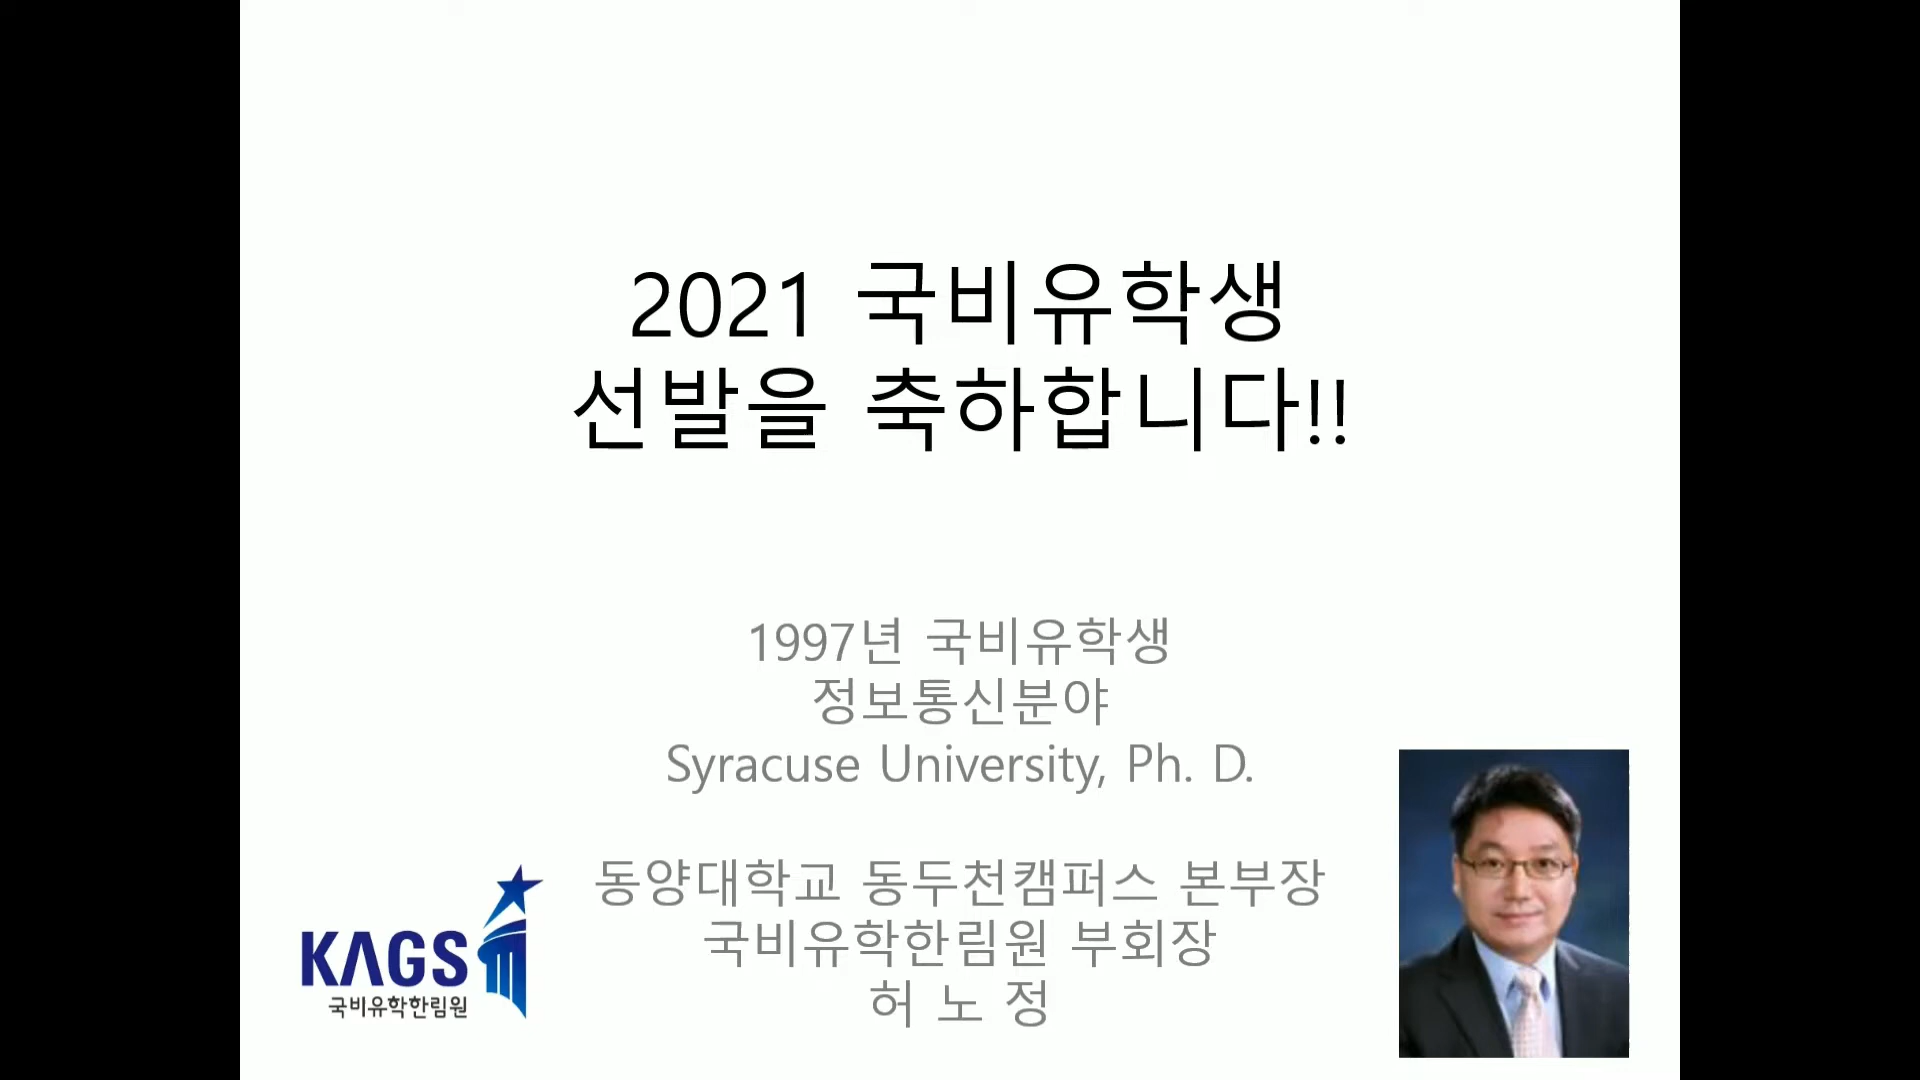 2021 국비유학생
선발을 축하합니다!!
1997년 국비유학생
정보통신분야
Syracuse University, Ph. D.
동양대학교 동두천캠퍼스 본부장
국비유학한림원 부회장
허 노 정
KAGS
국비유학한림원